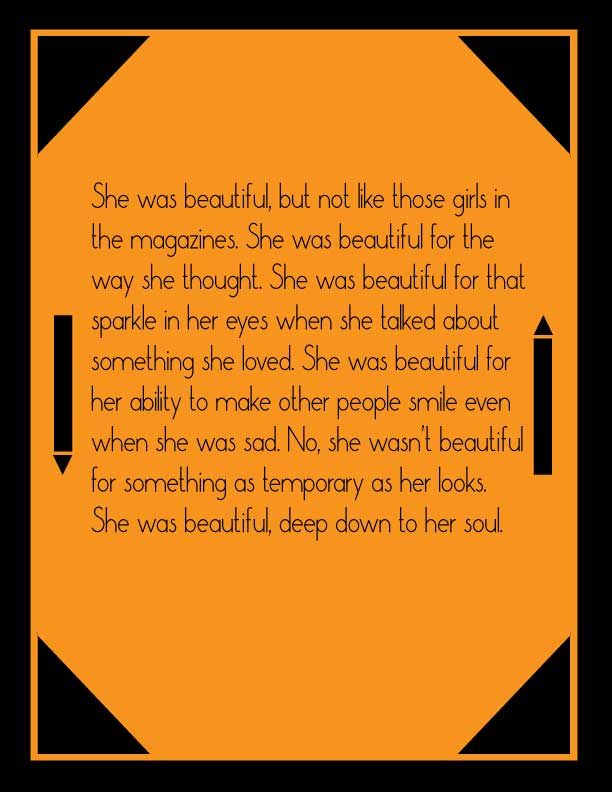 She was beautiful, but not like those girls in
the magazines. She was beautiful for the
way she thought. She was beautiful for that
sparkle in her eyes when she talked about
something she loved. She was beautiful for
her ability to make other people smile even
when she was sad. No, she wasn't beautiful
for something as temporary as her looks.
She was beautiful, deep down to her soul.